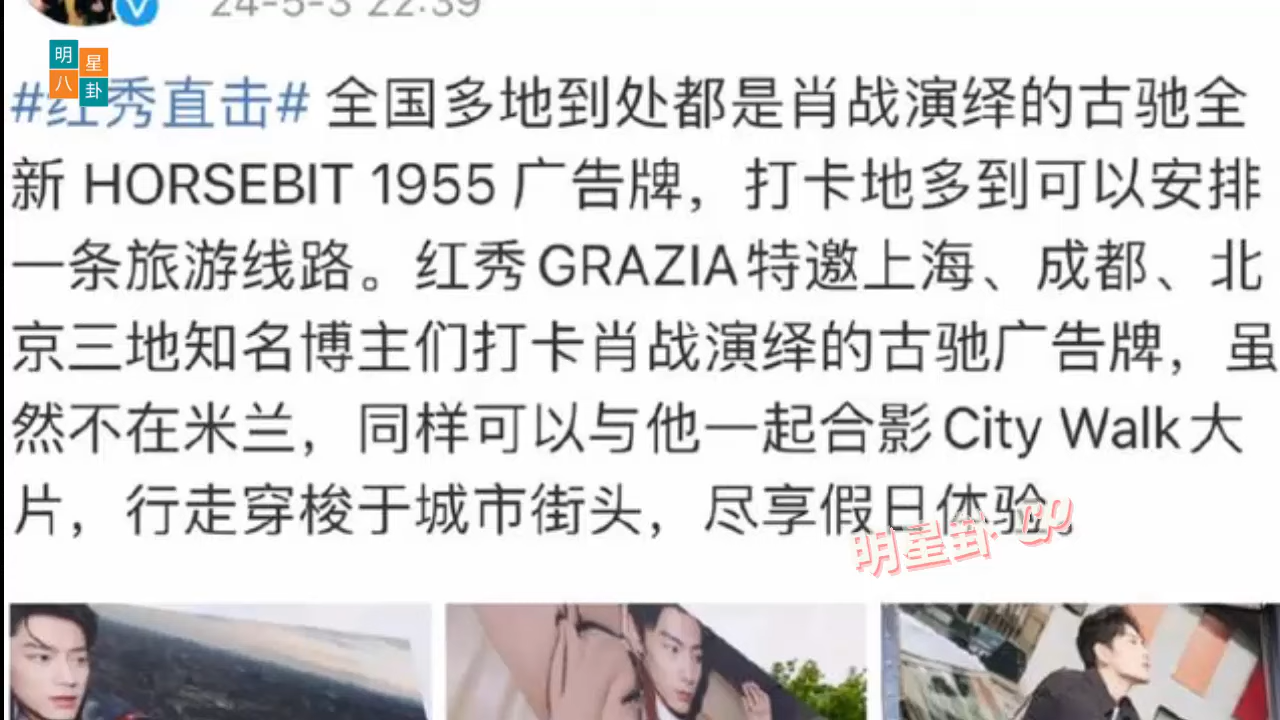 24-5-3 22:39
明星
八卦
#红秀直击# 全国多地到处都是肖战演绎的古驰全
新 HORSEBIT 1955 广告牌，打卡地多到可以安排
一条旅游线路。红秀GRAZIA特邀上海、成都、北
京三地知名博主们打卡肖战演绎的古驰广告牌，虽
然不在米兰，同样可以与他一起合影City Walk大
片，行走穿梭于城市街头，尽享假日体验。
明星卦·CP